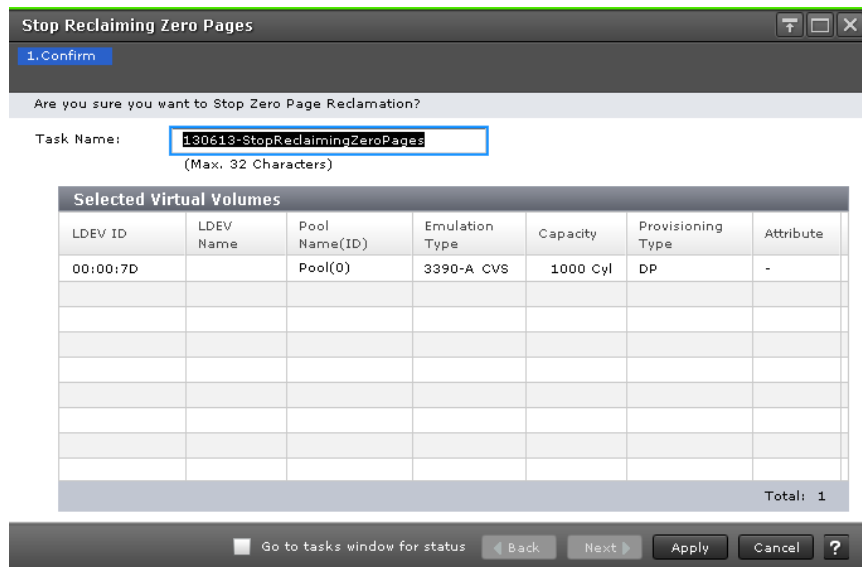 Stop Reclaiming Zero Pages
1.Confirm
Are you sure you want to Stop Zero Page Reclamation?
Task Name: 130613-StopReclaimingZeroPages
(Max. 32 Characters)
Selected Virtual Volumes
LDEV ID LDEV Name Pool Name(ID) Emulation Type Capacity Provisioning Type Attribute
00:00:7D Pool(0) 3390-A CVS 1000 Cyl DP -
Total: 1
Go to tasks window for status Back Next Apply Cancel ?